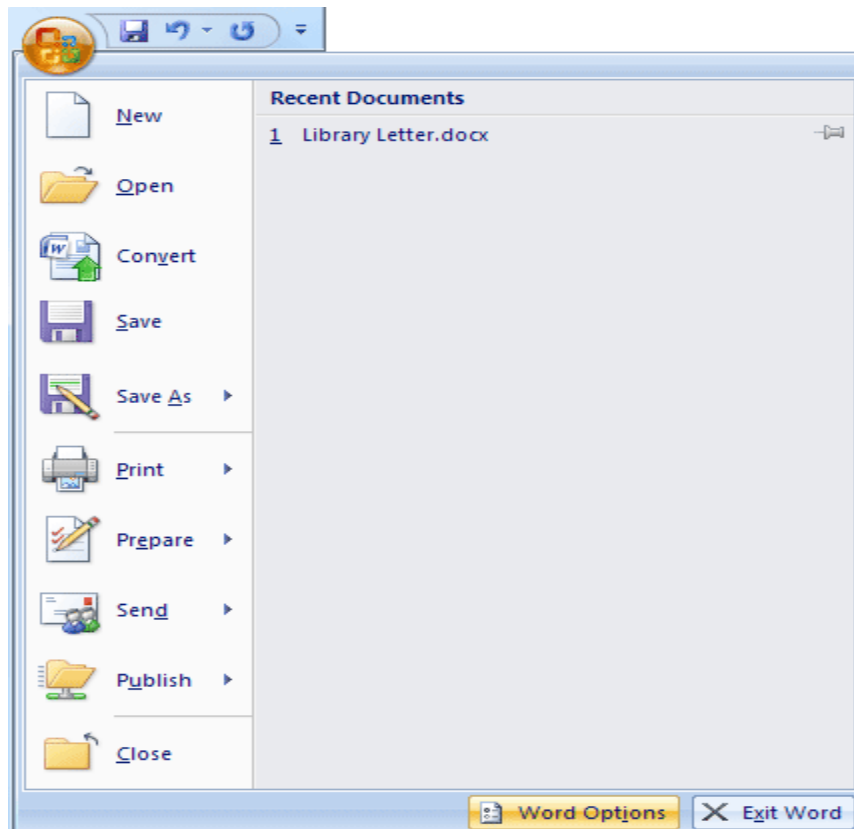 New
Open
Convert
Save
Save As
Print
Prepare
Send
Publish
Close
Recent Documents
1 Library Letter.docx
Word Options
Exit Word